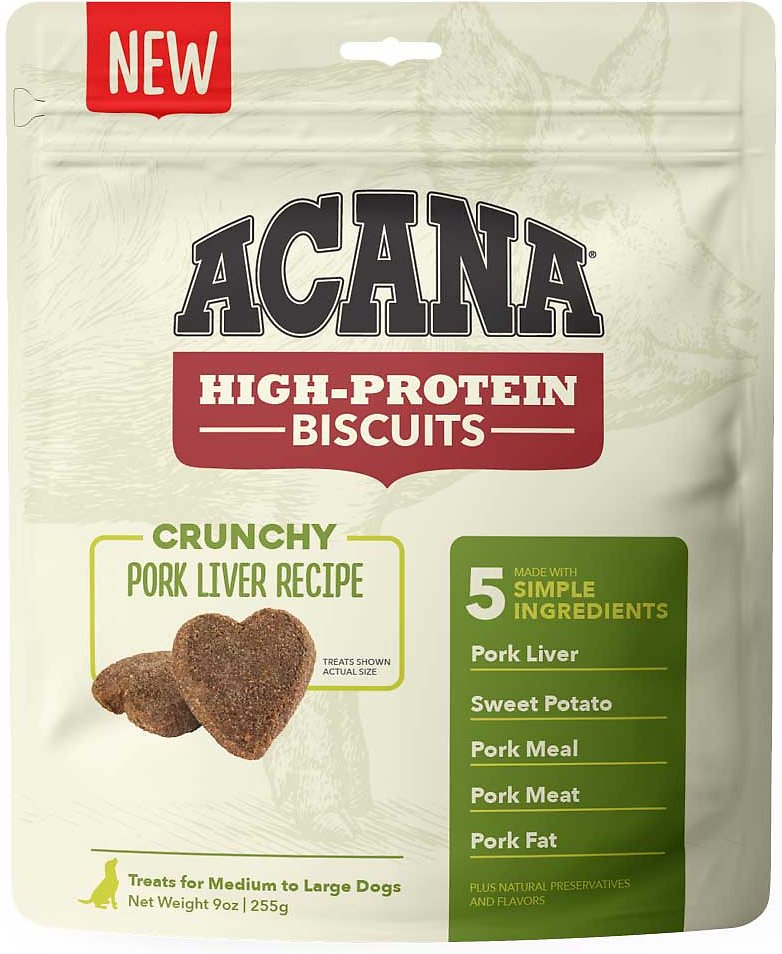 NEW
ACANA®
HIGH-PROTEIN
BISCUITS
CRUNCHY
PORK LIVER RECIPE
TREATS SHOWN
ACTUAL SIZE
5
MADE WITH
SIMPLE
INGREDIENTS
Pork Liver
Sweet Potato
Pork Meal
Pork Meat
Pork Fat
PLUS NATURAL PRESERVATIVES
AND FLAVORS
Treats for Medium to Large Dogs
Net Weight 9oz | 255g